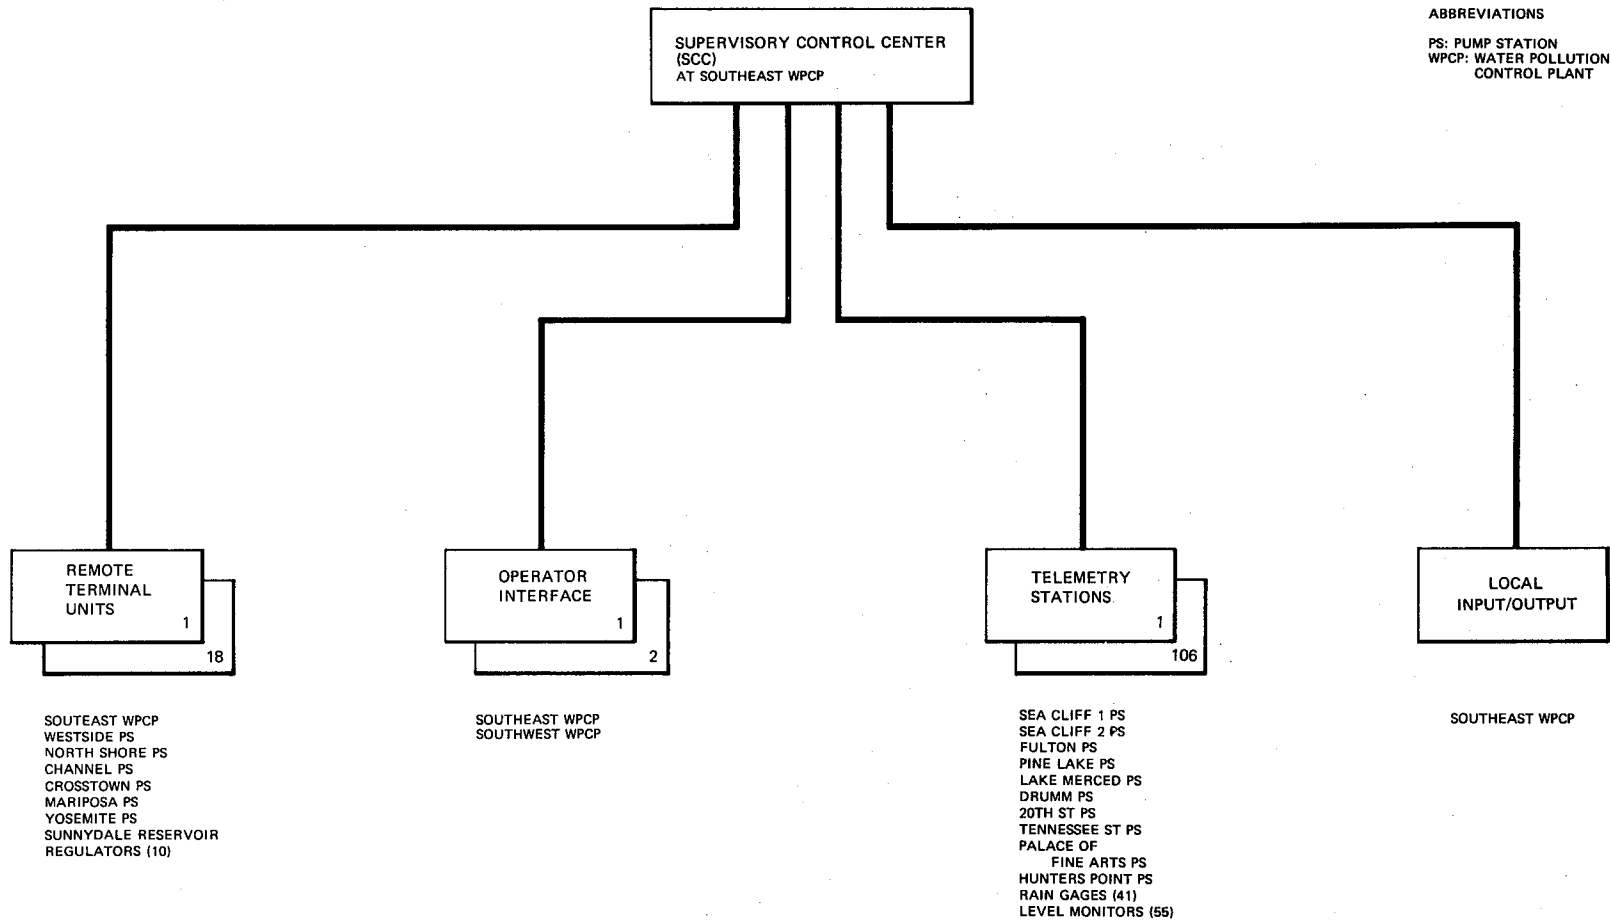 SUPERVISORY CONTROL CENTER
(SCC)
AT SOUTHEAST WPCP
ABBREVIATIONS
PS: PUMP STATION
WPCP: WATER POLLUTION
CONTROL PLANT
REMOTE
TERMINAL
UNITS
1
18
OPERATOR
INTERFACE
1
2
TELEMETRY
STATIONS
1
106
LOCAL
INPUT/OUTPUT
SOUTEAST WPCP
WESTSIDE PS
NORTH SHORE PS
CHANNEL PS
CROSSTOWN PS
MARIPOSA PS
YOSEMITE PS
SUNNYDALE RESERVOIR
REGULATORS (10)
SOUTHEAST WPCP
SOUTHWEST WPCP
SEA CLIFF 1 PS
SEA CLIFF 2 PS
FULTON PS
PINE LAKE PS
LAKE MERCED PS
DRUMM PS
20TH ST PS
TENNESSEE ST PS
PALACE OF
FINE ARTS PS
HUNTERS POINT PS
RAIN GAGES (41)
LEVEL MONITORS (55)
SOUTHEAST WPCP